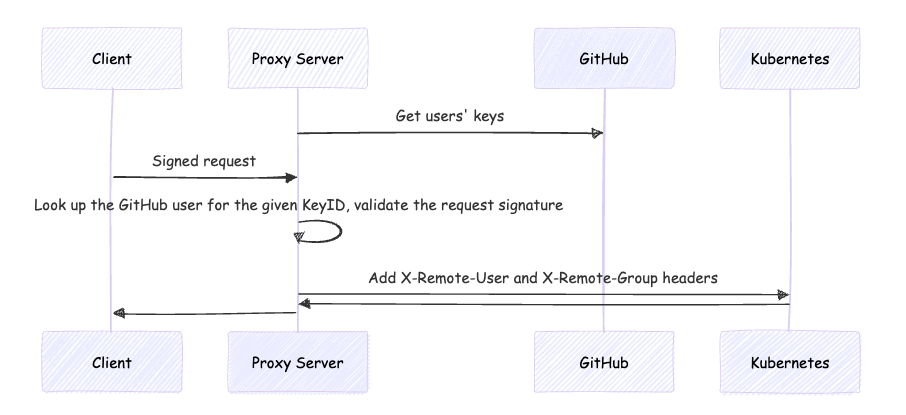 Client
Proxy Server
GitHub
Kubernetes
Get users' keys
Signed request
Look up the GitHub user for the given KeyID, validate the request signature
Add X-Remote-User and X-Remote-Group headers
Client
Proxy Server
GitHub
Kubernetes